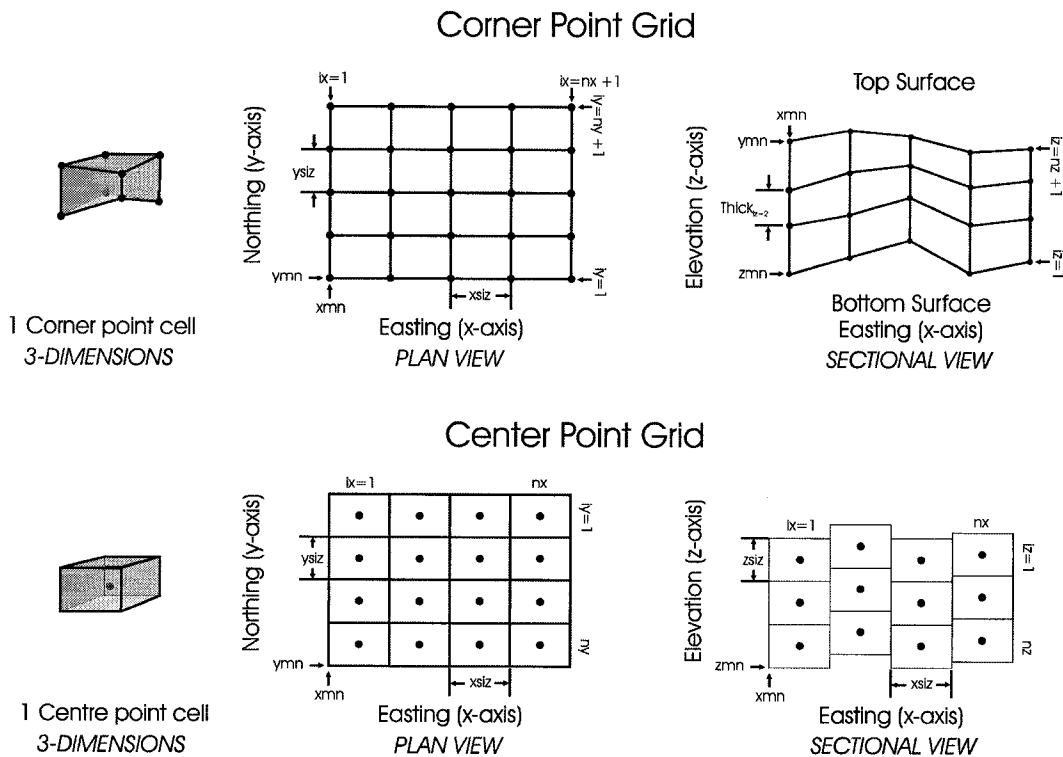 Corner Point Grid
ix=1
ix=nx +1
Northing (y-axis)
iy=ny +1
ysiz
ymn
iy=1
xmn
xsiz
Easting (x-axis)
PLAN VIEW
1 Corner point cell
3-DIMENSIONS
Top Surface
xmn
ymn
Elevation (z-axis)
iz=nz +1
Thick iz=2
zmn
iz=1
Bottom Surface
Easting (x-axis)
SECTIONAL VIEW
Center Point Grid
ix=1
nx
Northing (y-axis)
iy=1
ysiz
ny
ymn
xmn
xsiz
Easting (x-axis)
PLAN VIEW
1 Centre point cell
3-DIMENSIONS
ix=1
nx
Elevation (z-axis)
zsiz
iz=1
nz
zmn
xmn
xsiz
Easting (x-axis)
SECTIONAL VIEW